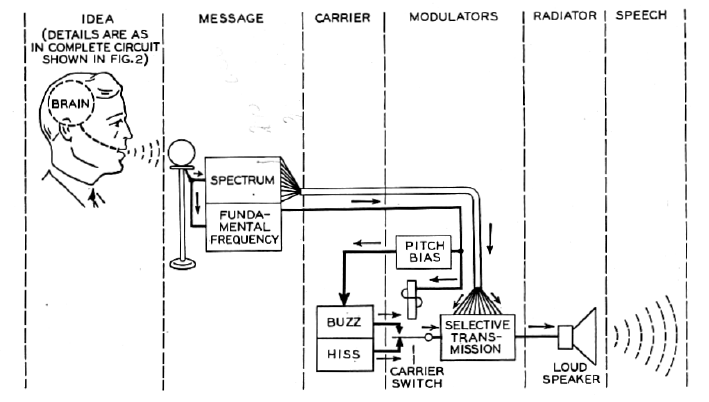 IDEA
(DETAILS ARE AS
IN COMPLETE CIRCUIT
SHOWN IN FIG.2)
MESSAGE
CARRIER
MODULATORS
RADIATOR
SPEECH
BRAIN
SPECTRUM
FUNDA-
MENTAL
FREQUENCY
PITCH
BIAS
BUZZ
HISS
CARRIER
SWITCH
SELECTIVE
TRANS-
MISSION
LOUD
SPEAKER